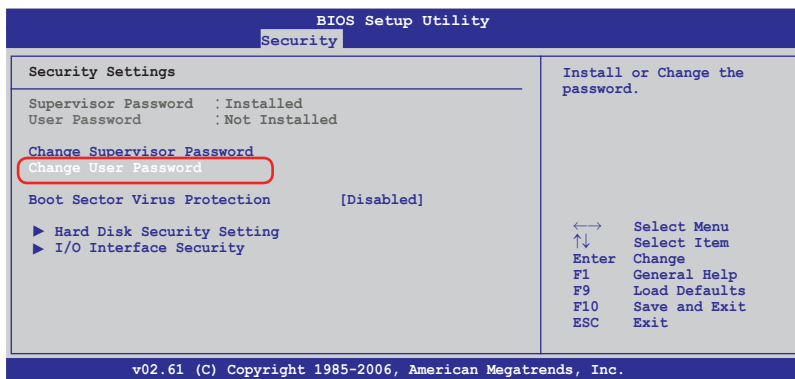 BIOS Setup Utility
Security
Security Settings
Supervisor Password : Installed
User Password : Not Installed
Change Supervisor Password
Change User Password
Boot Sector Virus Protection [Disabled]
▶ Hard Disk Security Setting
▶ I/O Interface Security
Install or Change the
password.
←→ Select Menu
↑↓ Select Item
Enter Change
F1 General Help
F9 Load Defaults
F10 Save and Exit
ESC Exit
v02.61 (C) Copyright 1985-2006, American Megatrends, Inc.